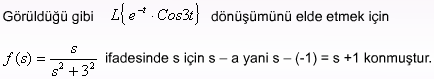 Görüldüğü gibi L{e^{-t} · Cos3t} dönüşümünü elde etmek için
f(s) = s / (s² + 3²) ifadesinde s için s – a yani s – (-1) = s +1 konmuştur.